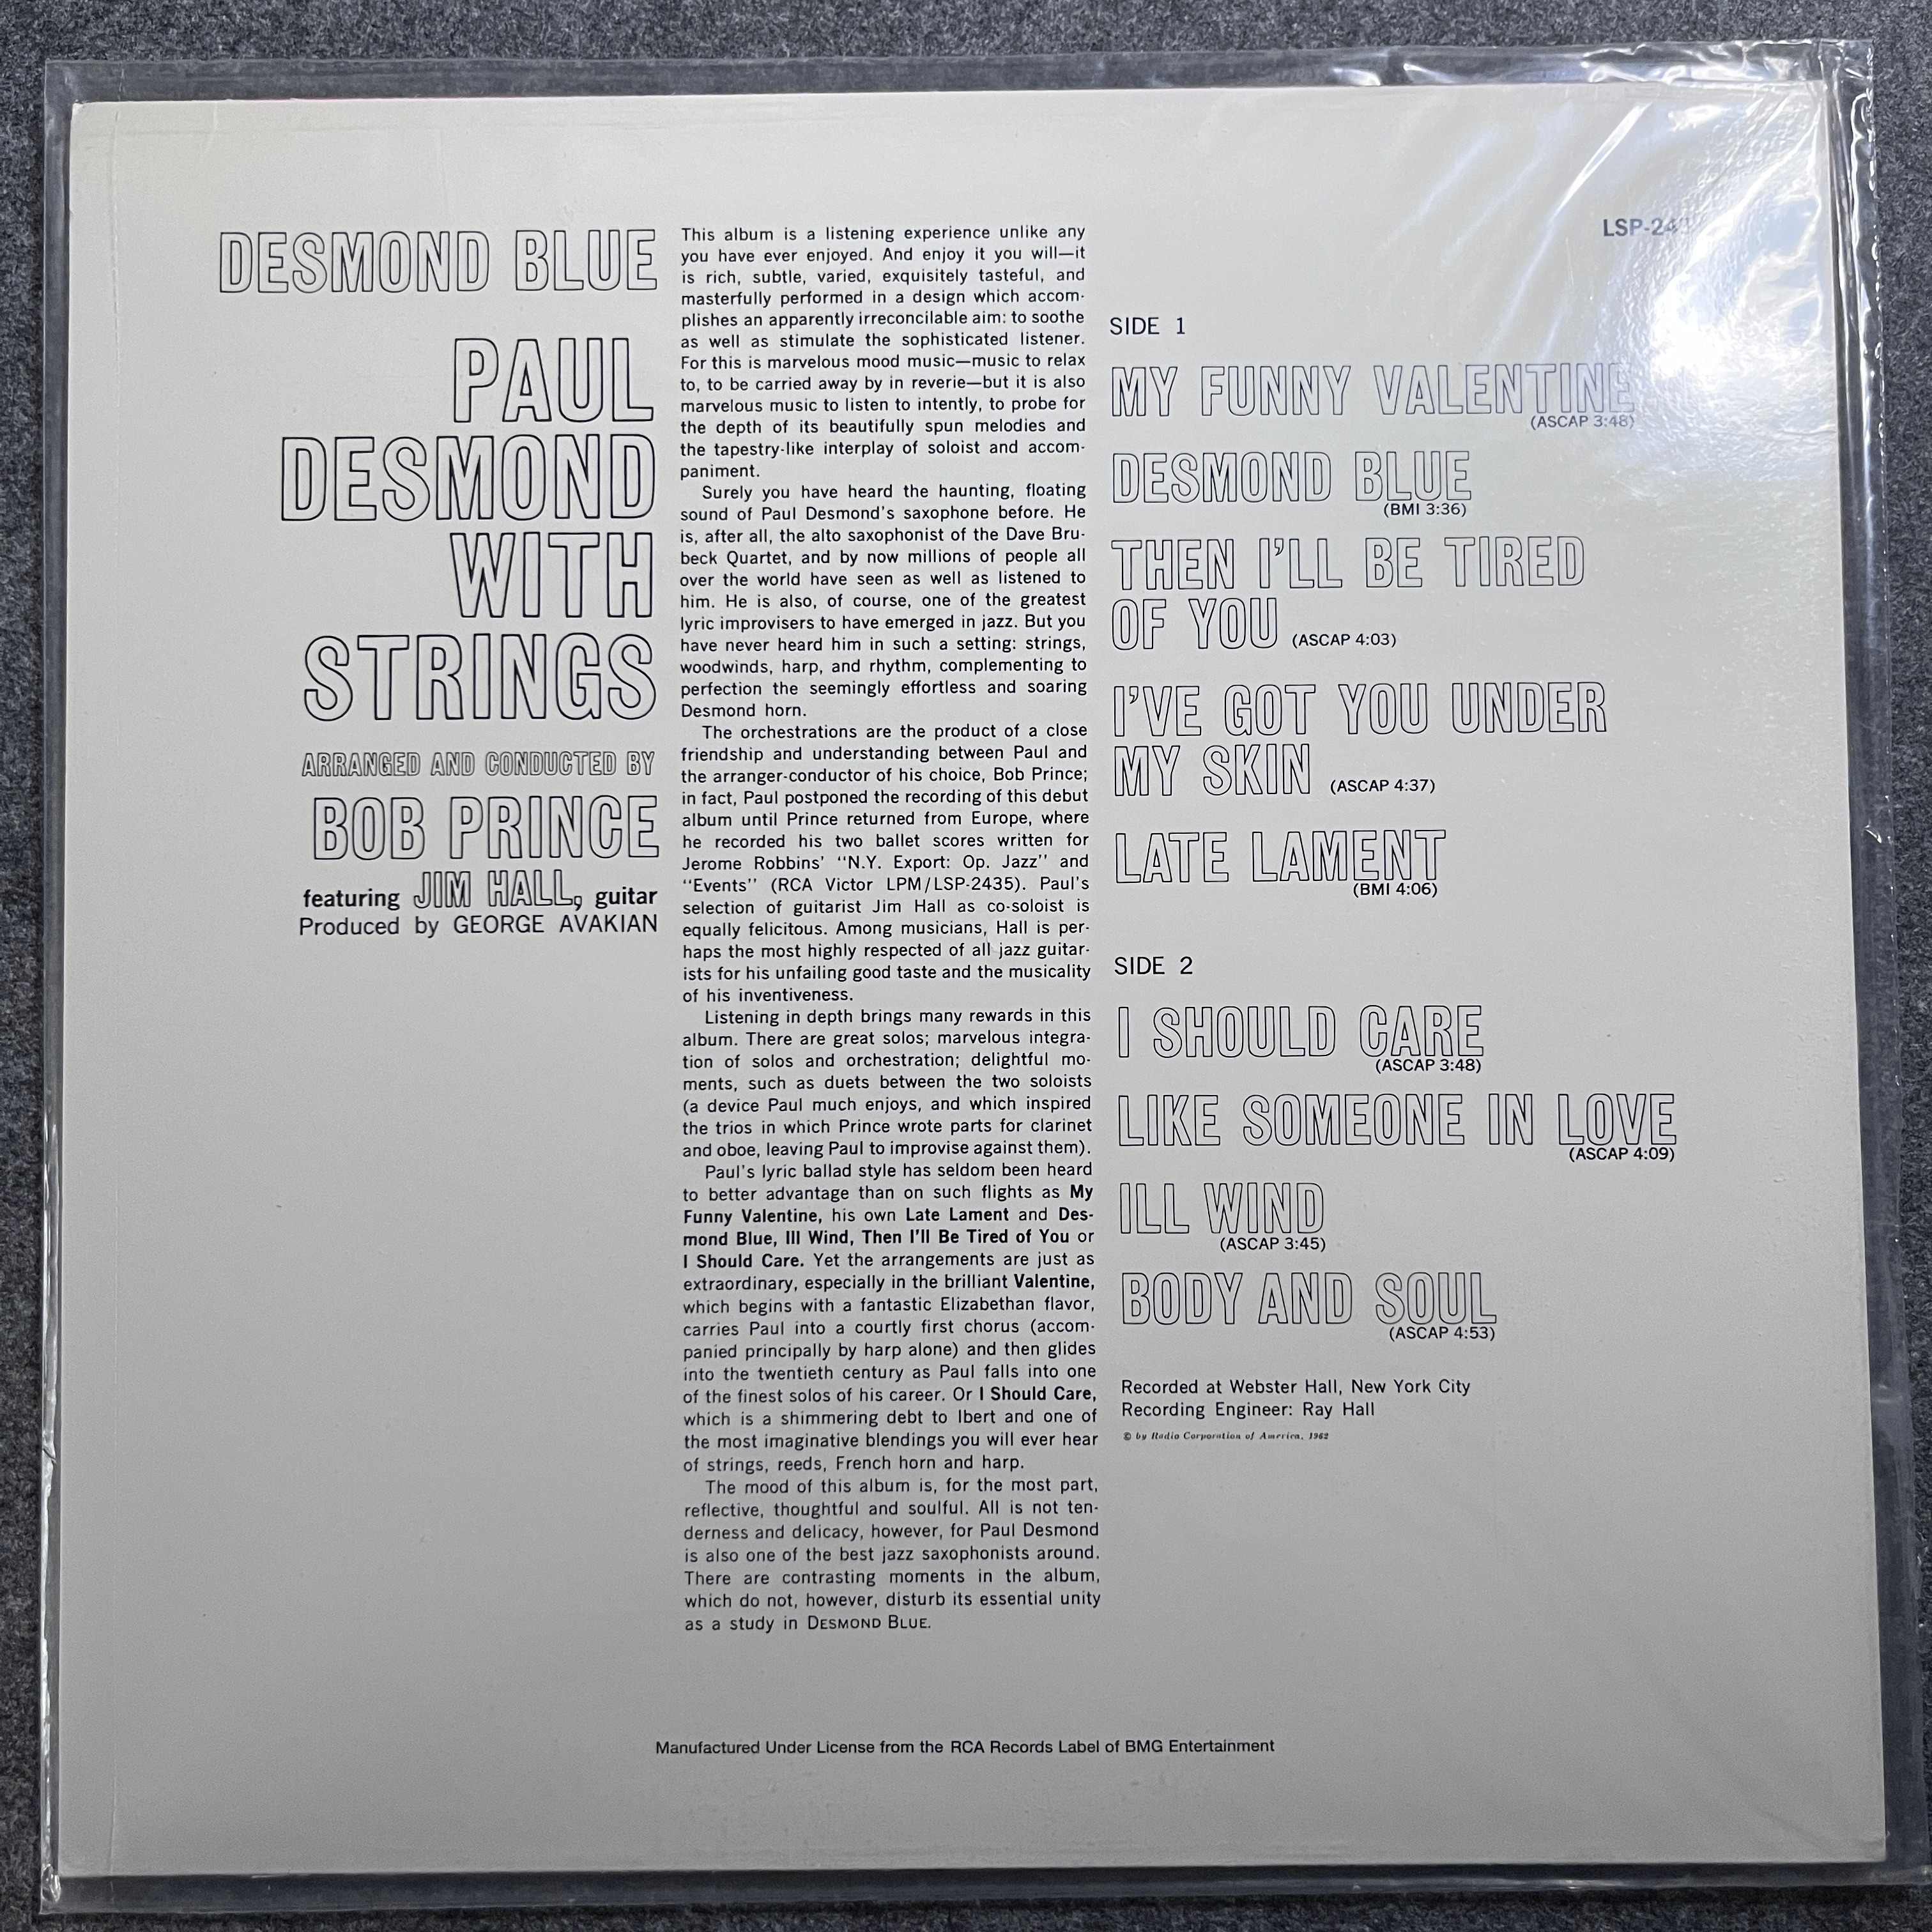 DESMOND BLUE
PAUL
DESMOND
WITH
STRINGS
ARRANGED AND CONDUCTED BY
BOB PRINCE
featuring JIM HALL, guitar
Produced by GEORGE AVAKIAN
This album is a listening experience unlike any
you have ever enjoyed. And enjoy it you will—it
is rich, subtle, varied, exquisitely tasteful, and
masterfully performed in a design which accom-
plishes an apparently irreconcilable aim: to soothe
as well as stimulate the sophisticated listener.
For this is marvelous mood music—music to relax
to, to be carried away by in reverie—but it is also
marvelous music to listen to intently, to probe for
the depth of its beautifully spun melodies and
the tapestry-like interplay of soloist and accom-
paniment.
Surely you have heard the haunting, floating
sound of Paul Desmond's saxophone before. He
is, after all, the alto saxophonist of the Dave Bru-
beck Quartet, and by now millions of people all
over the world have seen as well as listened to
him. He is also, of course, one of the greatest
lyric improvisers to have emerged in jazz. But you
have never heard him in such a setting: strings,
woodwinds, harp, and rhythm, complementing to
perfection the seemingly effortless and soaring
Desmond horn.
The orchestrations are the product of a close
friendship and understanding between Paul and
the arranger-conductor of his choice, Bob Prince;
in fact, Paul postponed the recording of this debut
album until Prince returned from Europe, where
he recorded his two ballet scores written for
Jerome Robbins' "N.Y. Export: Op. Jazz" and
"Events" (RCA Victor LPM/LSP-2435). Paul's
selection of guitarist Jim Hall as co-soloist is
equally felicitous. Among musicians, Hall is per-
haps the most highly respected of all jazz guitar-
ists for his unfailing good taste and the musicality
of his inventiveness.
Listening in depth brings many rewards in this
album. There are great solos; marvelous integra-
tion of solos and orchestration; delightful mo-
ments, such as duets between the two soloists
(a device Paul much enjoys, and which inspired
the trios in which Prince wrote parts for clarinet
and oboe, leaving Paul to improvise against them).
Paul's lyric ballad style has seldom been heard
to better advantage than on such flights as My
Funny Valentine, his own Late Lament and Des-
mond Blue, Ill Wind, Then I'll Be Tired of You or
I Should Care. Yet the arrangements are just as
extraordinary, especially in the brilliant Valentine,
which begins with a fantastic Elizabethan flavor,
carries Paul into a courtly first chorus (accom-
panied principally by harp alone) and then glides
into the twentieth century as Paul falls into one
of the finest solos of his career. Or I Should Care,
which is a shimmering debt to Ibert and one of
the most imaginative blendings you will ever hear
of strings, reeds, French horn and harp.
The mood of this album is, for the most part,
reflective, thoughtful and soulful. All is not ten-
derness and delicacy, however, for Paul Desmond
is also one of the best jazz saxophonists around.
There are contrasting moments in the album,
which do not, however, disturb its essential unity
as a study in DESMOND BLUE.
SIDE 1
MY FUNNY VALENTINE
(ASCAP 3:48)
DESMOND BLUE
(BMI 3:36)
THEN I'LL BE TIRED
OF YOU (ASCAP 4:03)
I'VE GOT YOU UNDER
MY SKIN (ASCAP 4:37)
LATE LAMENT
(BMI 4:06)
SIDE 2
I SHOULD CARE
(ASCAP 3:48)
LIKE SOMEONE IN LOVE
(ASCAP 4:09)
ILL WIND
(ASCAP 3:45)
BODY AND SOUL
(ASCAP 4:53)
Recorded at Webster Hall, New York City
Recording Engineer: Ray Hall
© by Radio Corporation of America, 1962
Manufactured Under License from the RCA Records Label of BMG Entertainment